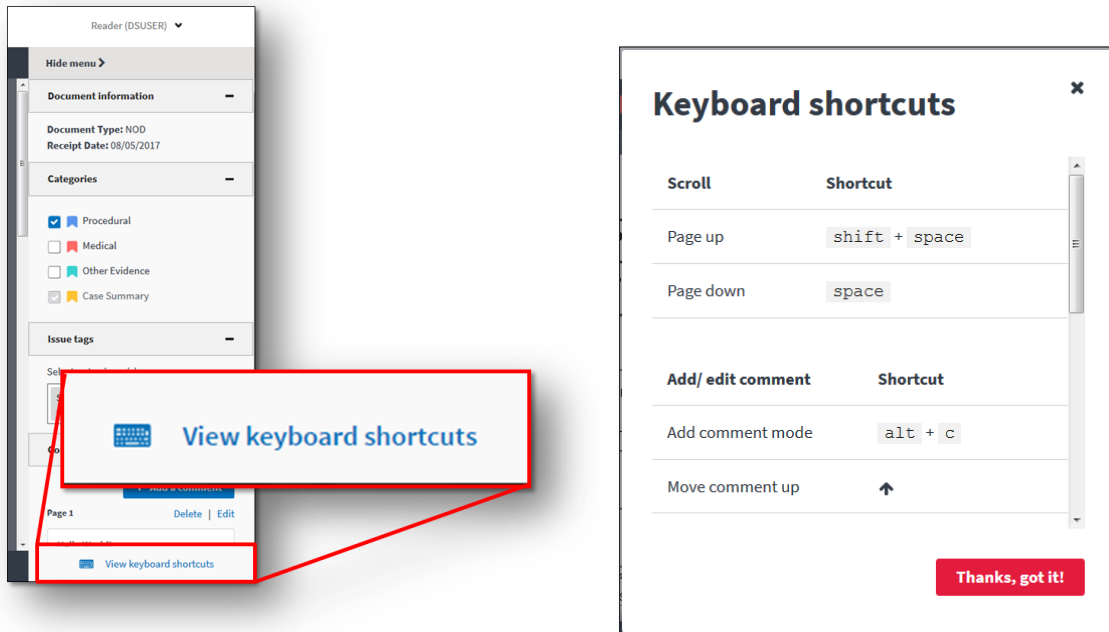 Reader (DSUSER)
Hide menu
Document information
Document Type: NOD
Receipt Date: 08/05/2017
Categories
Procedural
Medical
Other Evidence
Case Summary
Issue tags
View keyboard shortcuts
Page 1
Delete | Edit
View keyboard shortcuts
Keyboard shortcuts
Scroll Shortcut
Page up shift + space
Page down space
Add/ edit comment Shortcut
Add comment mode alt + c
Move comment up
Thanks, got it!